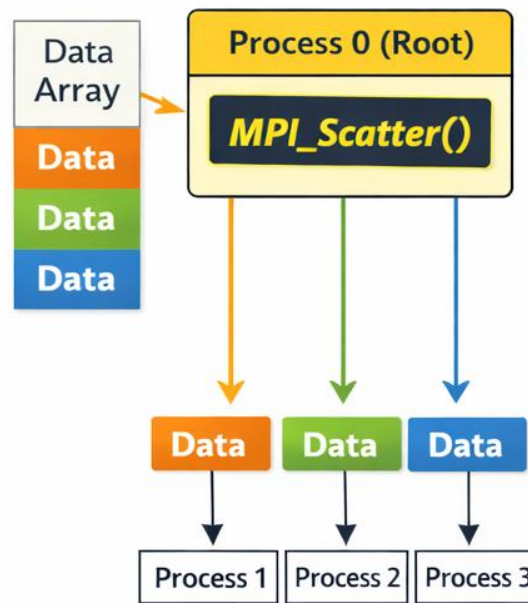 Data
Array
Data
Data
Data
Process 0 (Root)
MPI_Scatter()
Data
Data
Data
Process 1
Process 2
Process 3